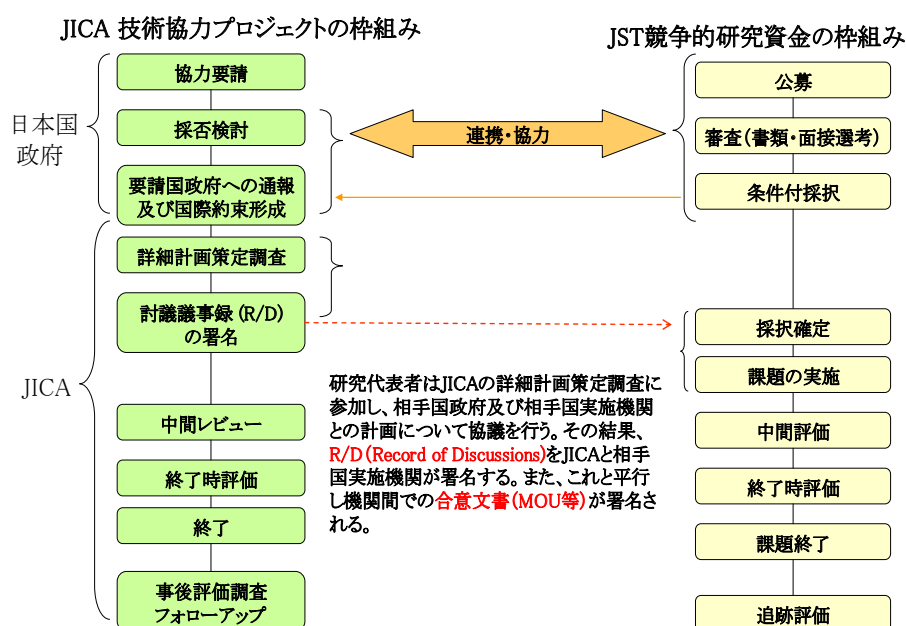 JICA 技術協力プロジェクトの枠組み
JST競争的研究資金の枠組み
日本国
政府
協力要請
採否検討
要請国政府への通報
及び国際約束形成
連携・協力
公募
審査(書類・面接選考)
条件付採択
JICA
詳細計画策定調査
討議議事録 (R/D)
の署名
中間レビュー
終了時評価
終了
事後評価調査
フォローアップ
研究代表者はJICAの詳細計画策定調査に
参加し、相手国政府及び相手国実施機関
との計画について協議を行う。その結果、
R/D(Record of Discussions)をJICAと相手
国実施機関が署名する。また、これと平行
し機関間での合意文書(MOU等)が署名さ
れる。
採択確定
課題の実施
中間評価
終了時評価
課題終了
追跡評価